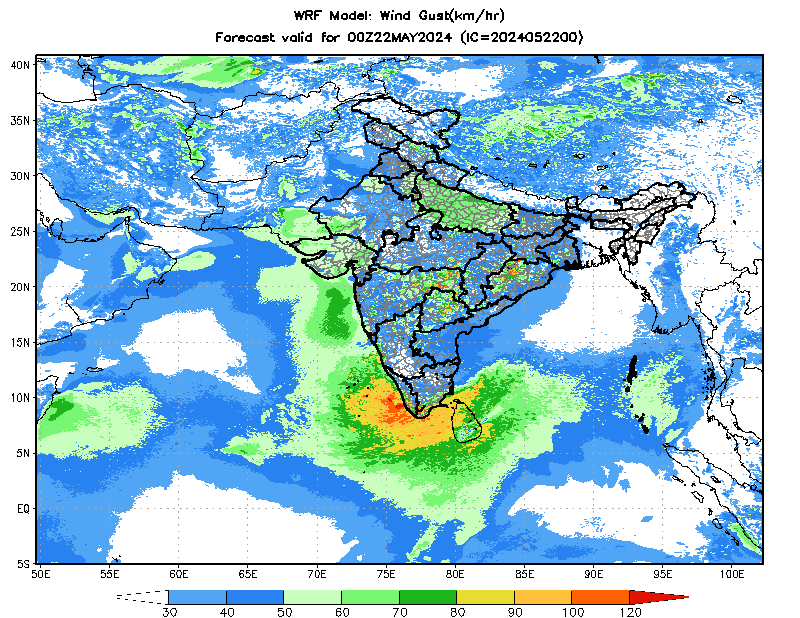 WRF Model: Wind Gust(km/hr)
Forecast valid for 00Z22MAY2024 (IC=2024052200)
40N
35N
30N
25N
20N
15N
10N
5N
EQ
5S
50E 55E 60E 65E 70E 75E 80E 85E 90E 95E 100E
30 40 50 60 70 80 90 100 120